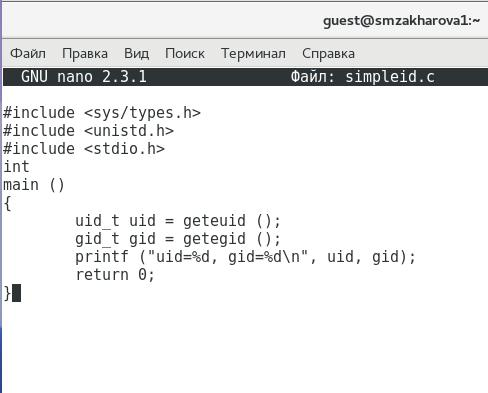 guest@smzakharova1:~
Файл Правка Вид Поиск Терминал Справка
GNU nano 2.3.1 Файл: simpleid.c
#include <sys/types.h>
#include <unistd.h>
#include <stdio.h>
int
main ()
{
        uid_t uid = geteuid ();
        gid_t gid = getegid ();
        printf ("uid=%d, gid=%d\n", uid, gid);
        return 0;
}